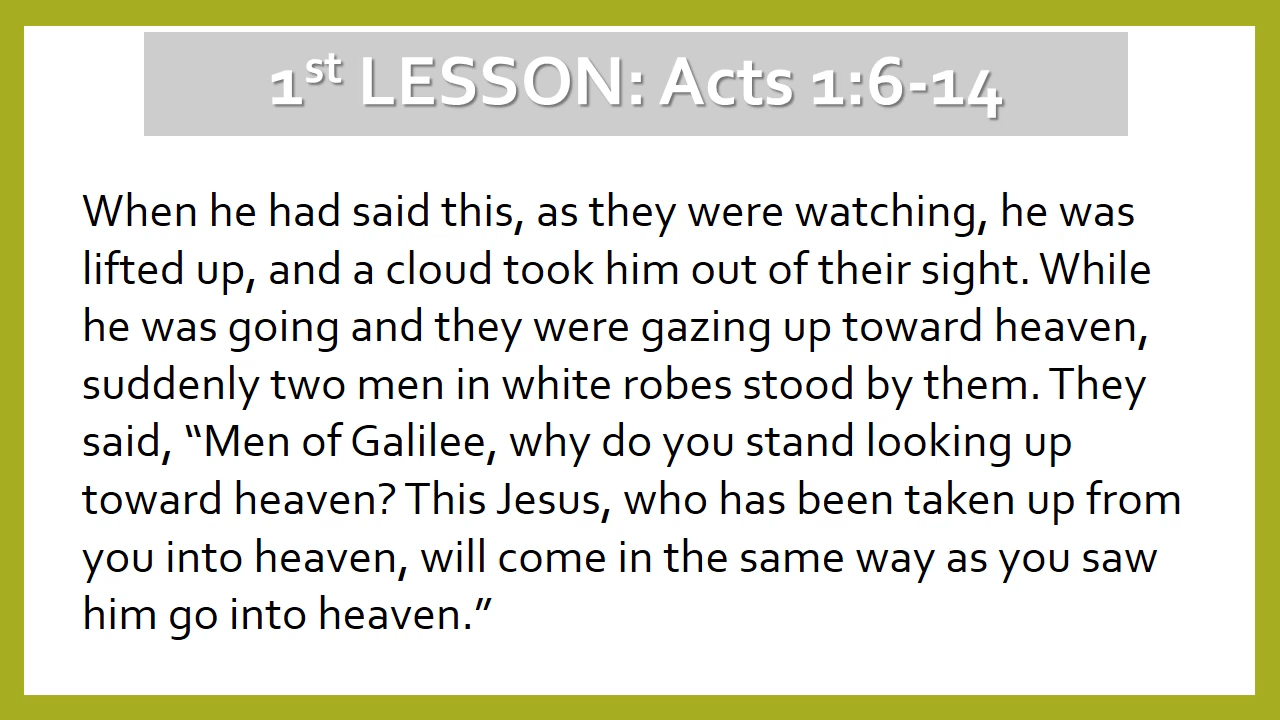 1st LESSON: Acts 1:6-14
When he had said this, as they were watching, he was
lifted up, and a cloud took him out of their sight. While
he was going and they were gazing up toward heaven,
suddenly two men in white robes stood by them. They
said, “Men of Galilee, why do you stand looking up
toward heaven? This Jesus, who has been taken up from
you into heaven, will come in the same way as you saw
him go into heaven.”